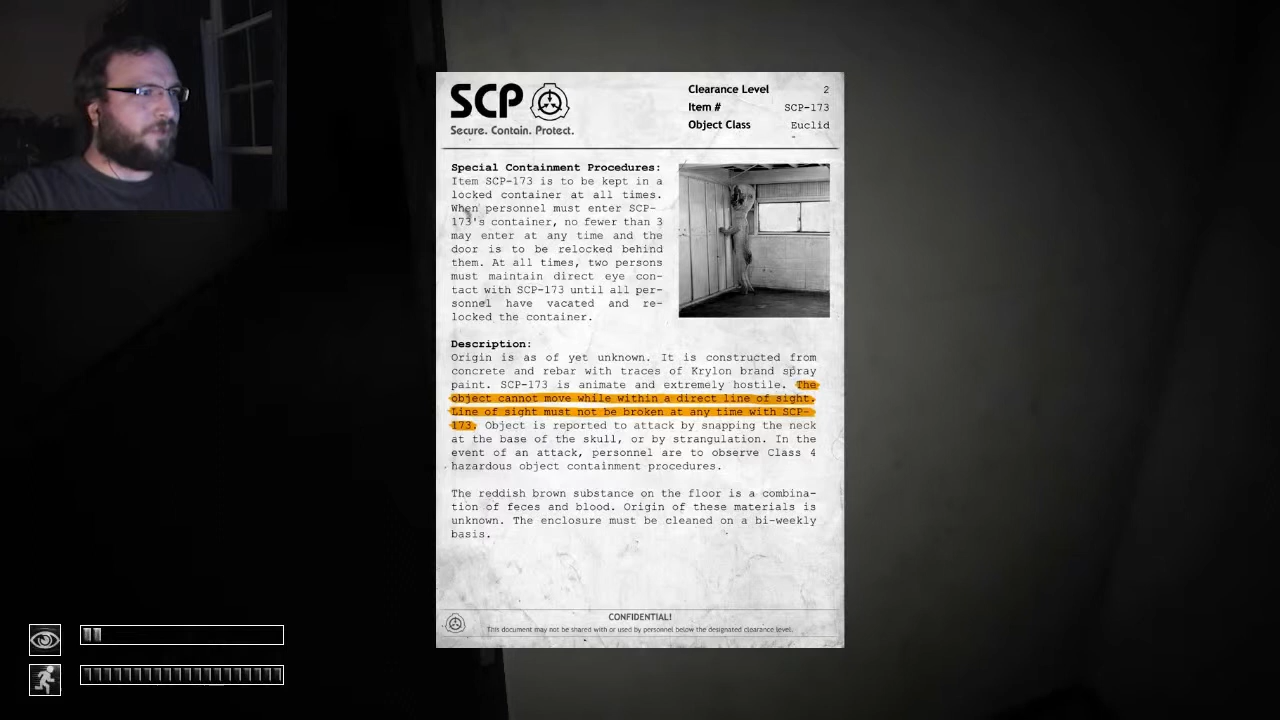 SCP
Secure. Contain. Protect.
Clearance Level 2
Item # SCP-173
Object Class Euclid
Special Containment Procedures:
Item SCP-173 is to be kept in a
locked container at all times.
When personnel must enter SCP-
173's container, no fewer than 3
may enter at any time and the
door is to be relocked behind
them. At all times, two persons
must maintain direct eye con-
tact with SCP-173 until all per-
sonnel have vacated and re-
locked the container.
Description:
Origin is as of yet unknown. It is constructed from
concrete and rebar with traces of Krylon brand spray
paint. SCP-173 is animate and extremely hostile. The
object cannot move while within a direct line of sight.
Line of sight must not be broken at any time with SCP-
173. Object is reported to attack by snapping the neck
at the base of the skull, or by strangulation. In the
event of an attack, personnel are to observe Class 4
hazardous object containment procedures.
The reddish brown substance on the floor is a combina-
tion of feces and blood. Origin of these materials is
unknown. The enclosure must be cleaned on a bi-weekly
basis.
CONFIDENTIAL!
This document may not be shared with or used by personnel below the designated clearance level.